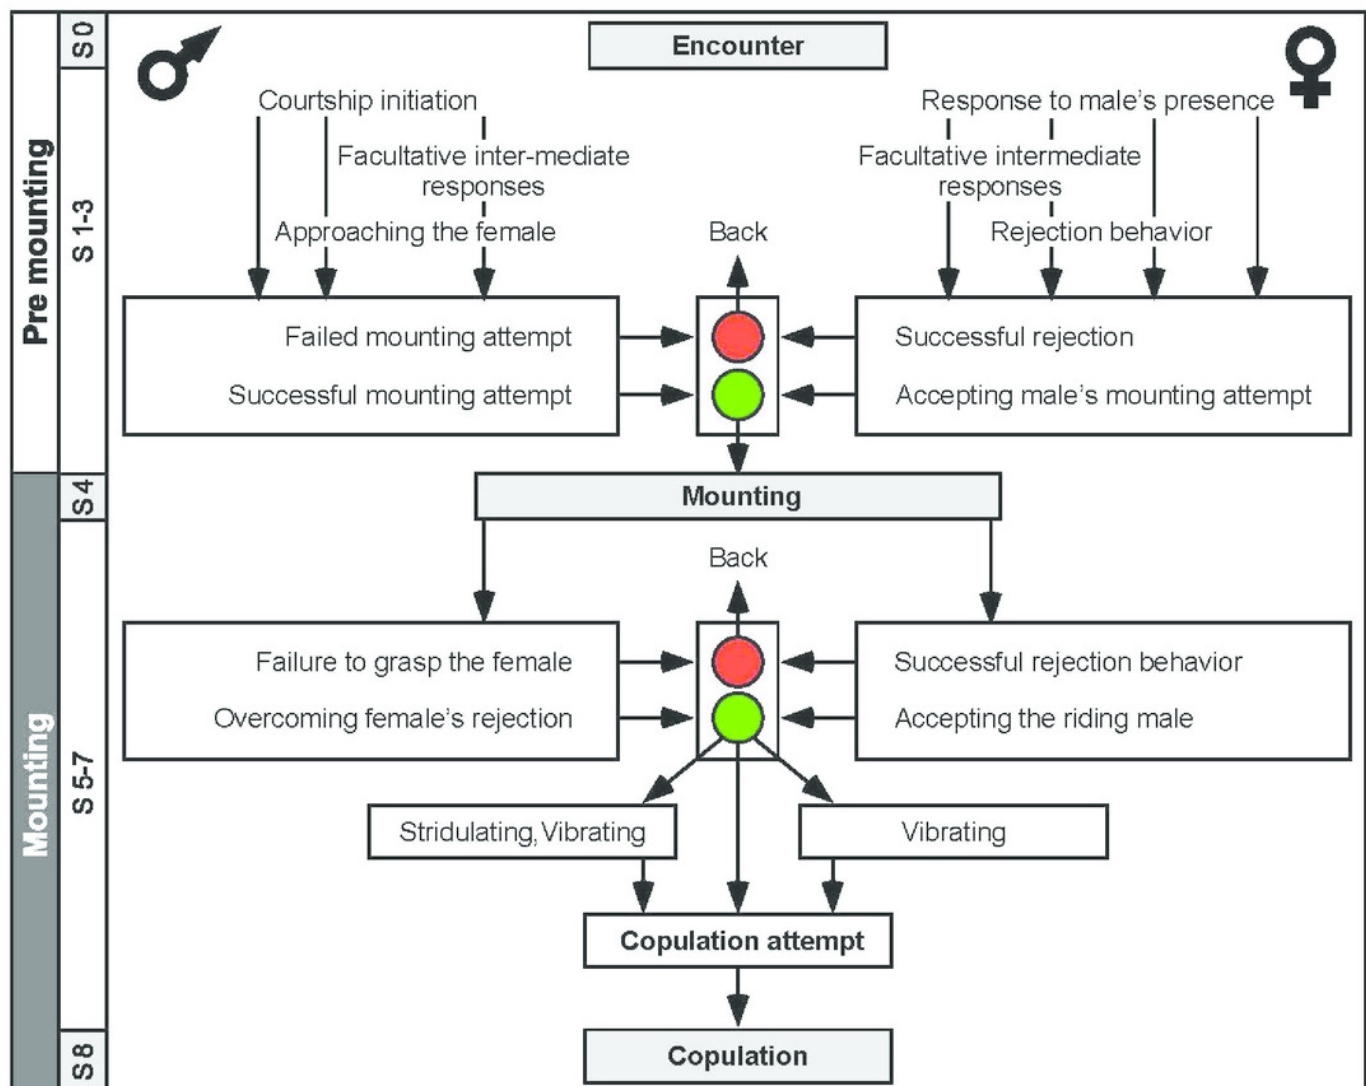 S 0
Encounter
Pre mounting
S 1-3
Courtship initiation
Response to male's presence
Facultative inter-mediate
responses
Facultative intermediate
responses
Approaching the female
Back
Rejection behavior
Failed mounting attempt
Successful rejection
Successful mounting attempt
Accepting male's mounting attempt
S 4
Mounting
Mounting
S 5-7
Back
Failure to grasp the female
Successful rejection behavior
Overcoming female's rejection
Accepting the riding male
Stridulating, Vibrating
Vibrating
Copulation attempt
S 8
Copulation